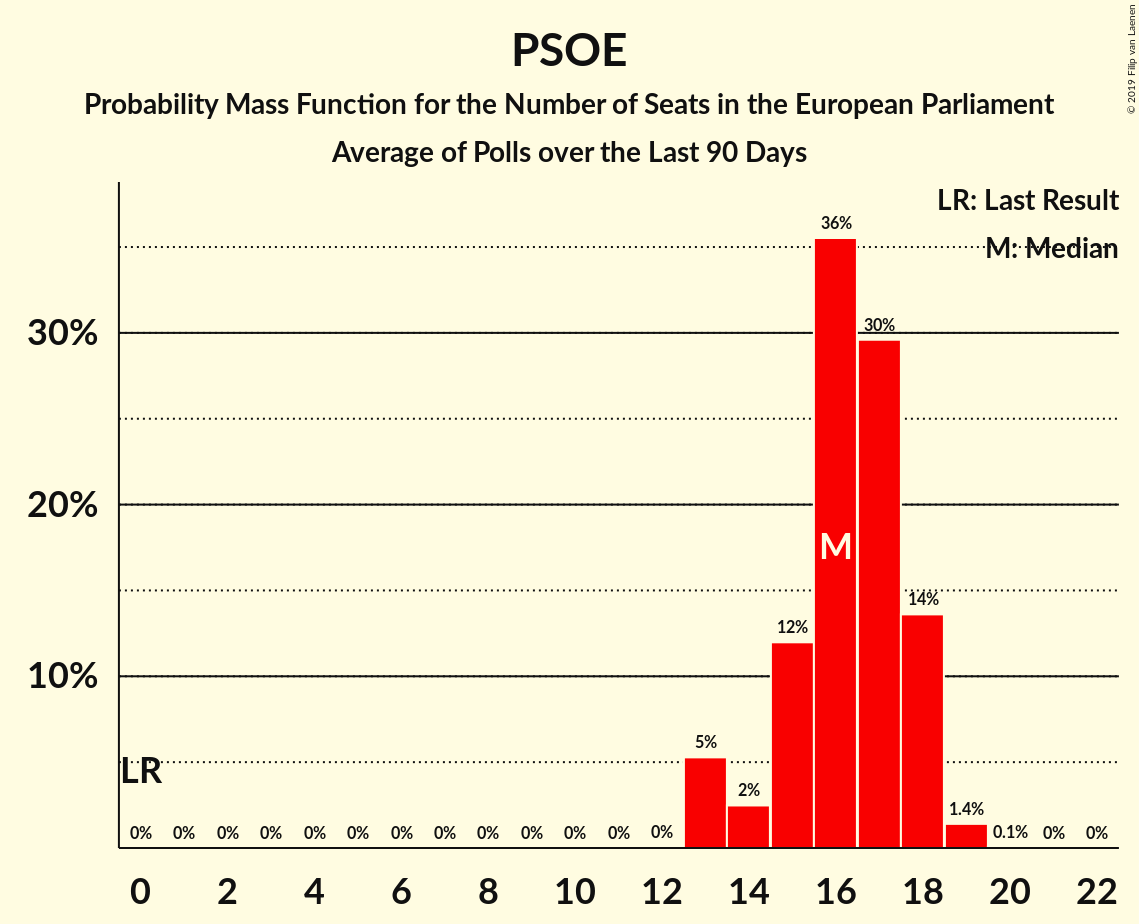 PSOE
Probability Mass Function for the Number of Seats in the European Parliament
Average of Polls over the Last 90 Days
© 2019 Filip van Laenen
LR: Last Result
M: Median
36%
30%
30%
20%
M
14%
12%
10%
5%
LR
2%
1.4%
0% 0% 0% 0% 0% 0% 0% 0% 0% 0% 0% 0% 0% 0.1% 0% 0%
0 2 4 6 8 10 12 14 16 18 20 22